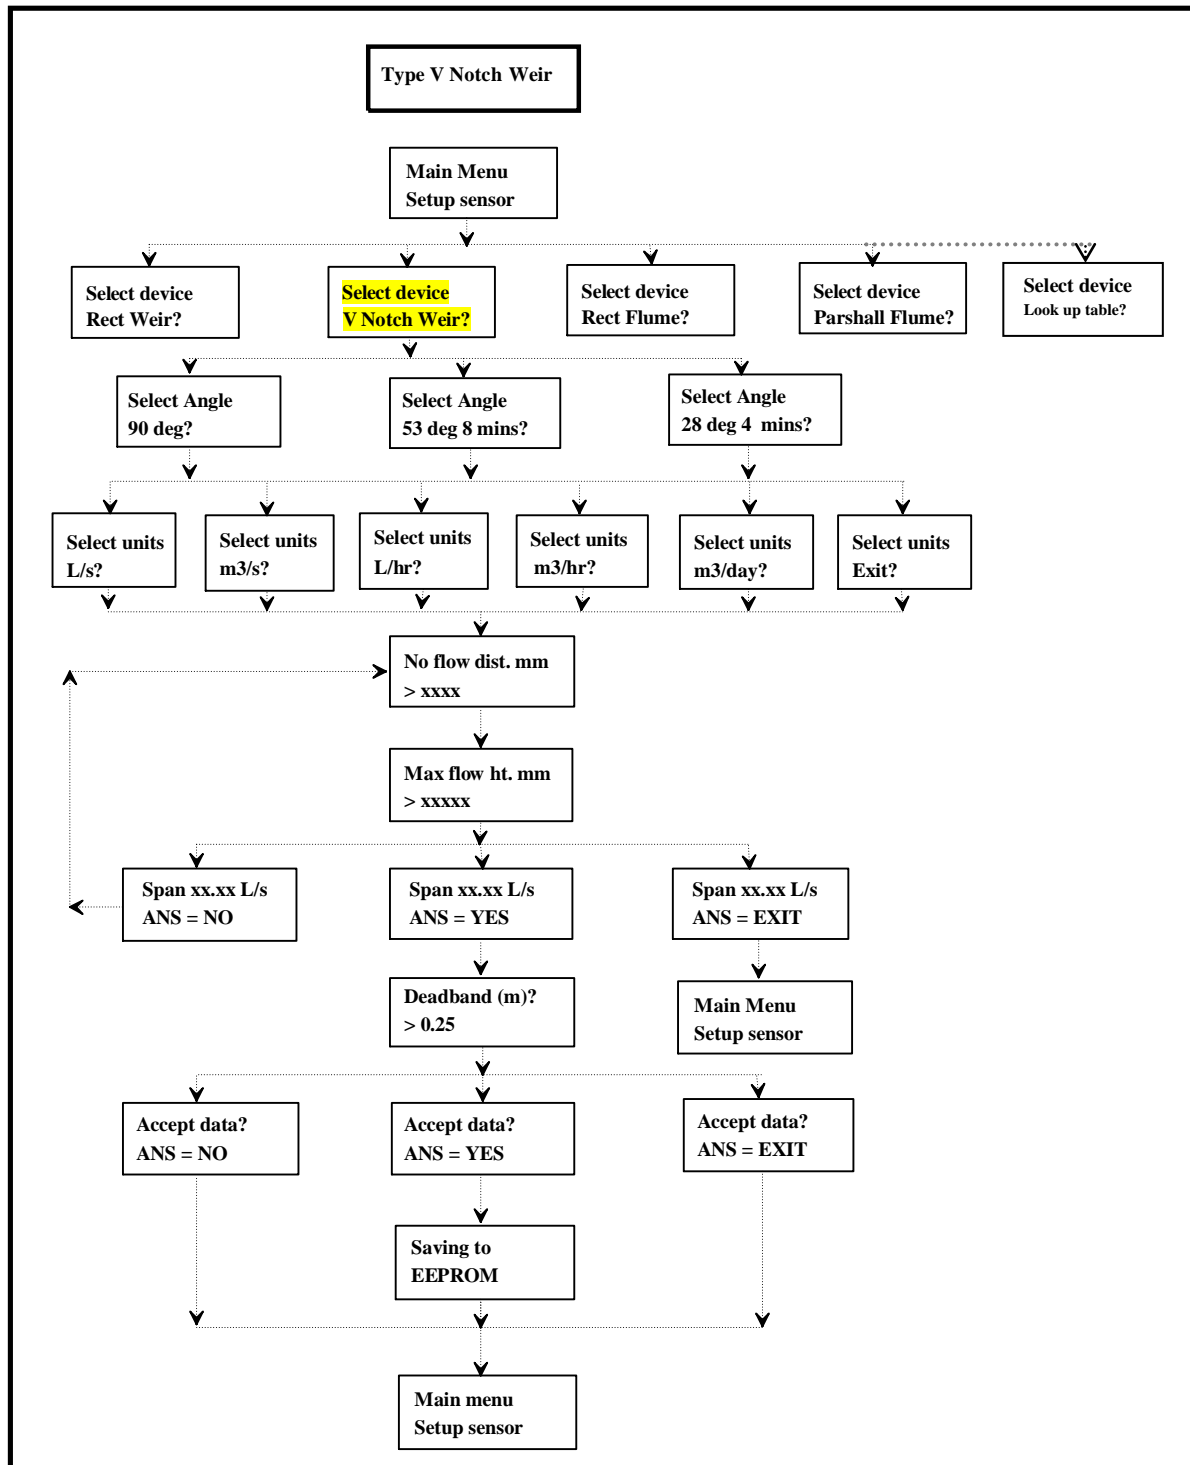 Type V Notch Weir
Main Menu
Setup sensor
Select device
Rect Weir?
Select device
V Notch Weir?
Select device
Rect Flume?
Select device
Parshall Flume?
Select device
Look up table?
Select Angle
90 deg?
Select Angle
53 deg 8 mins?
Select Angle
28 deg 4 mins?
Select units
L/s?
Select units
m3/s?
Select units
L/hr?
Select units
m3/hr?
Select units
m3/day?
Select units
Exit?
No flow dist. mm
> xxxx
Max flow ht. mm
> xxxxx
Span xx.xx L/s
ANS = NO
Span xx.xx L/s
ANS = YES
Span xx.xx L/s
ANS = EXIT
Deadband (m)?
> 0.25
Main Menu
Setup sensor
Accept data?
ANS = NO
Accept data?
ANS = YES
Accept data?
ANS = EXIT
Saving to
EEPROM
Main menu
Setup sensor